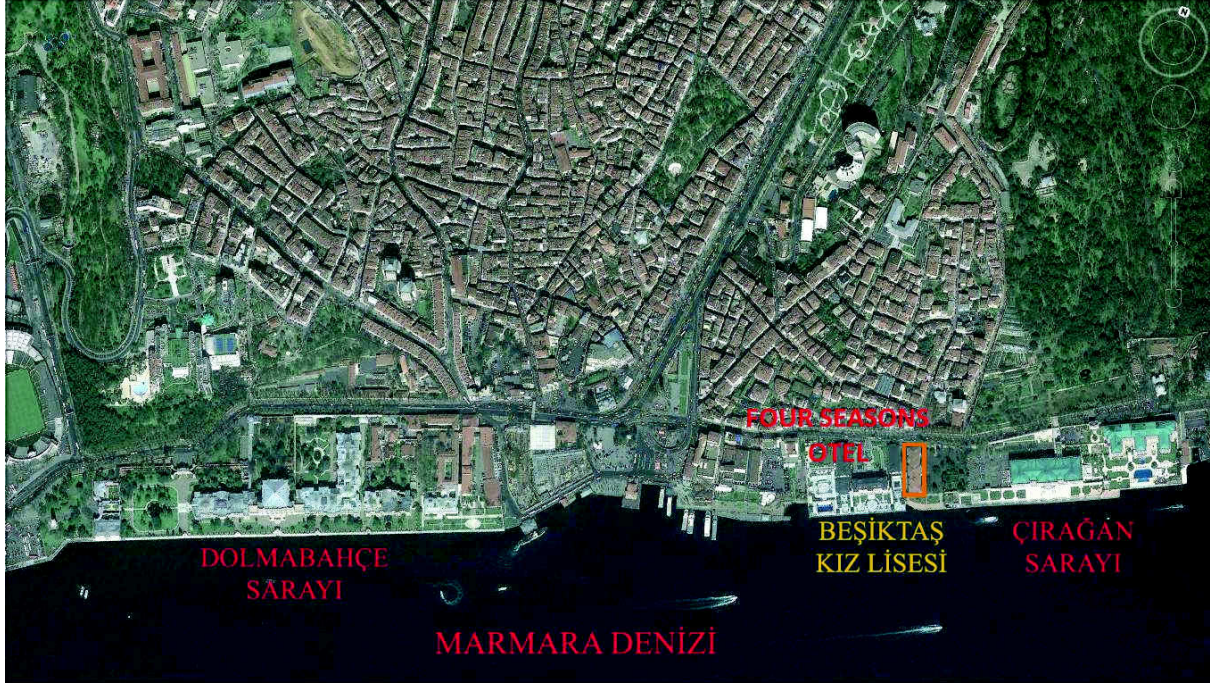 N
FOUR SEASONS
OTEL
BEŞİKTAŞ
KIZ LİSESİ
ÇIRAĞAN
SARAYI
DOLMABAHÇE
SARAYI
MARMARA DENİZİ